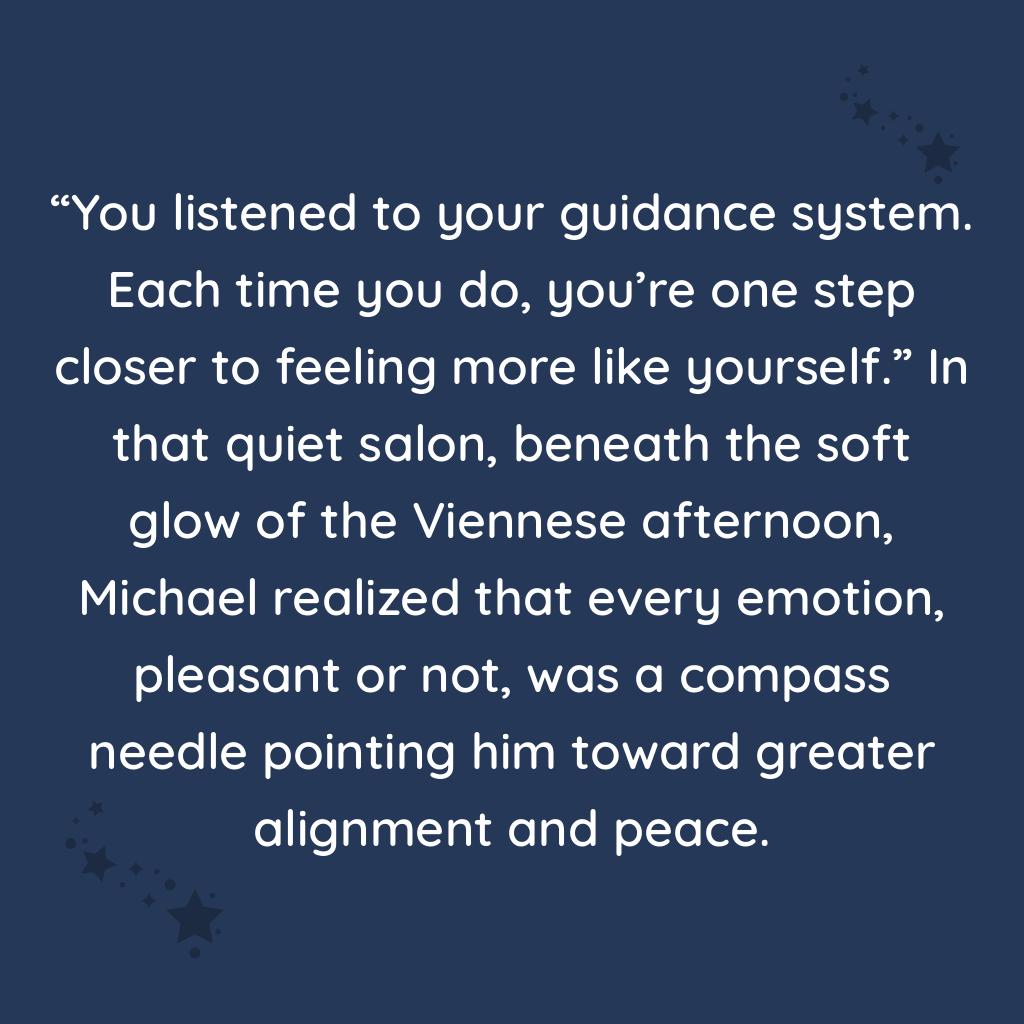 “You listened to your guidance system.
Each time you do, you’re one step
closer to feeling more like yourself.” In
that quiet salon, beneath the soft
glow of the Viennese afternoon,
Michael realized that every emotion,
pleasant or not, was a compass
needle pointing him toward greater
alignment and peace.